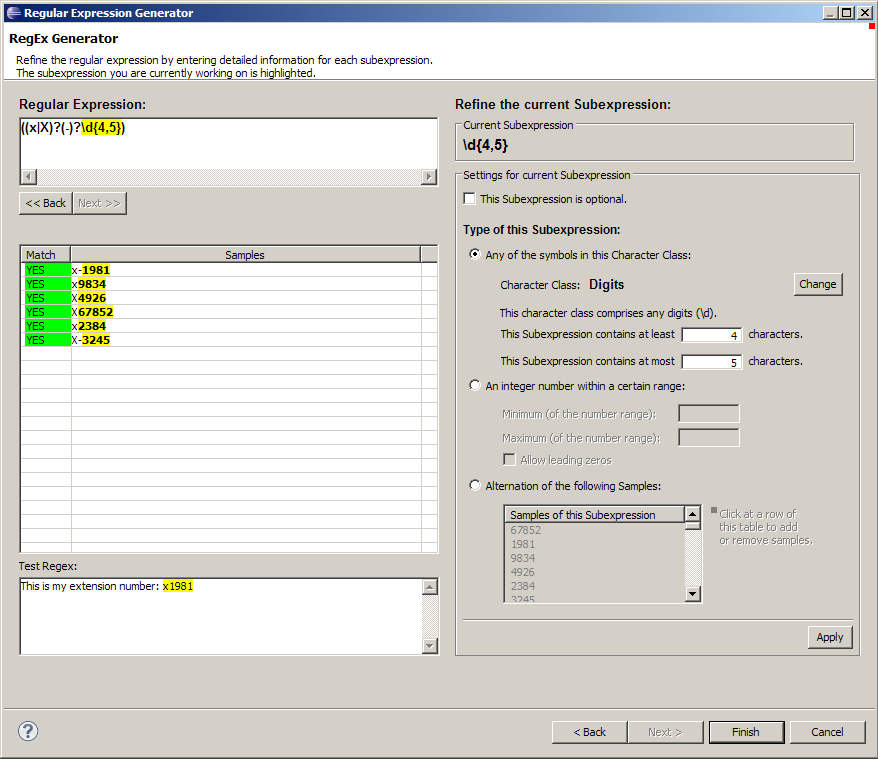 Regular Expression Generator
RegEx Generator
Refine the regular expression by entering detailed information for each subexpression.
The subexpression you are currently working on is highlighted.
Regular Expression:
((x|X)?(-)?\d{4,5})
<< Back
Next >>
Match
Samples
YES x-1981
YES x9834
YES X4926
YES X67852
YES x2384
YES X-3245
Test Regex:
This is my extension number: x1981
Refine the current Subexpression:
Current Subexpression
\d{4,5}
Settings for current Subexpression
This Subexpression is optional.
Type of this Subexpression:
Any of the symbols in this Character Class:
Character Class: Digits
Change
This character class comprises any digits (\d).
This Subexpression contains at least 4 characters.
This Subexpression contains at most 5 characters.
An integer number within a certain range:
Minimum (of the number range):
Maximum (of the number range):
Allow leading zeros
Alternation of the following Samples:
Samples of this Subexpression
67852
1981
9834
4926
2384
3245
Click at a row of
this table to add
or remove samples.
Apply
?
< Back
Next >
Finish
Cancel